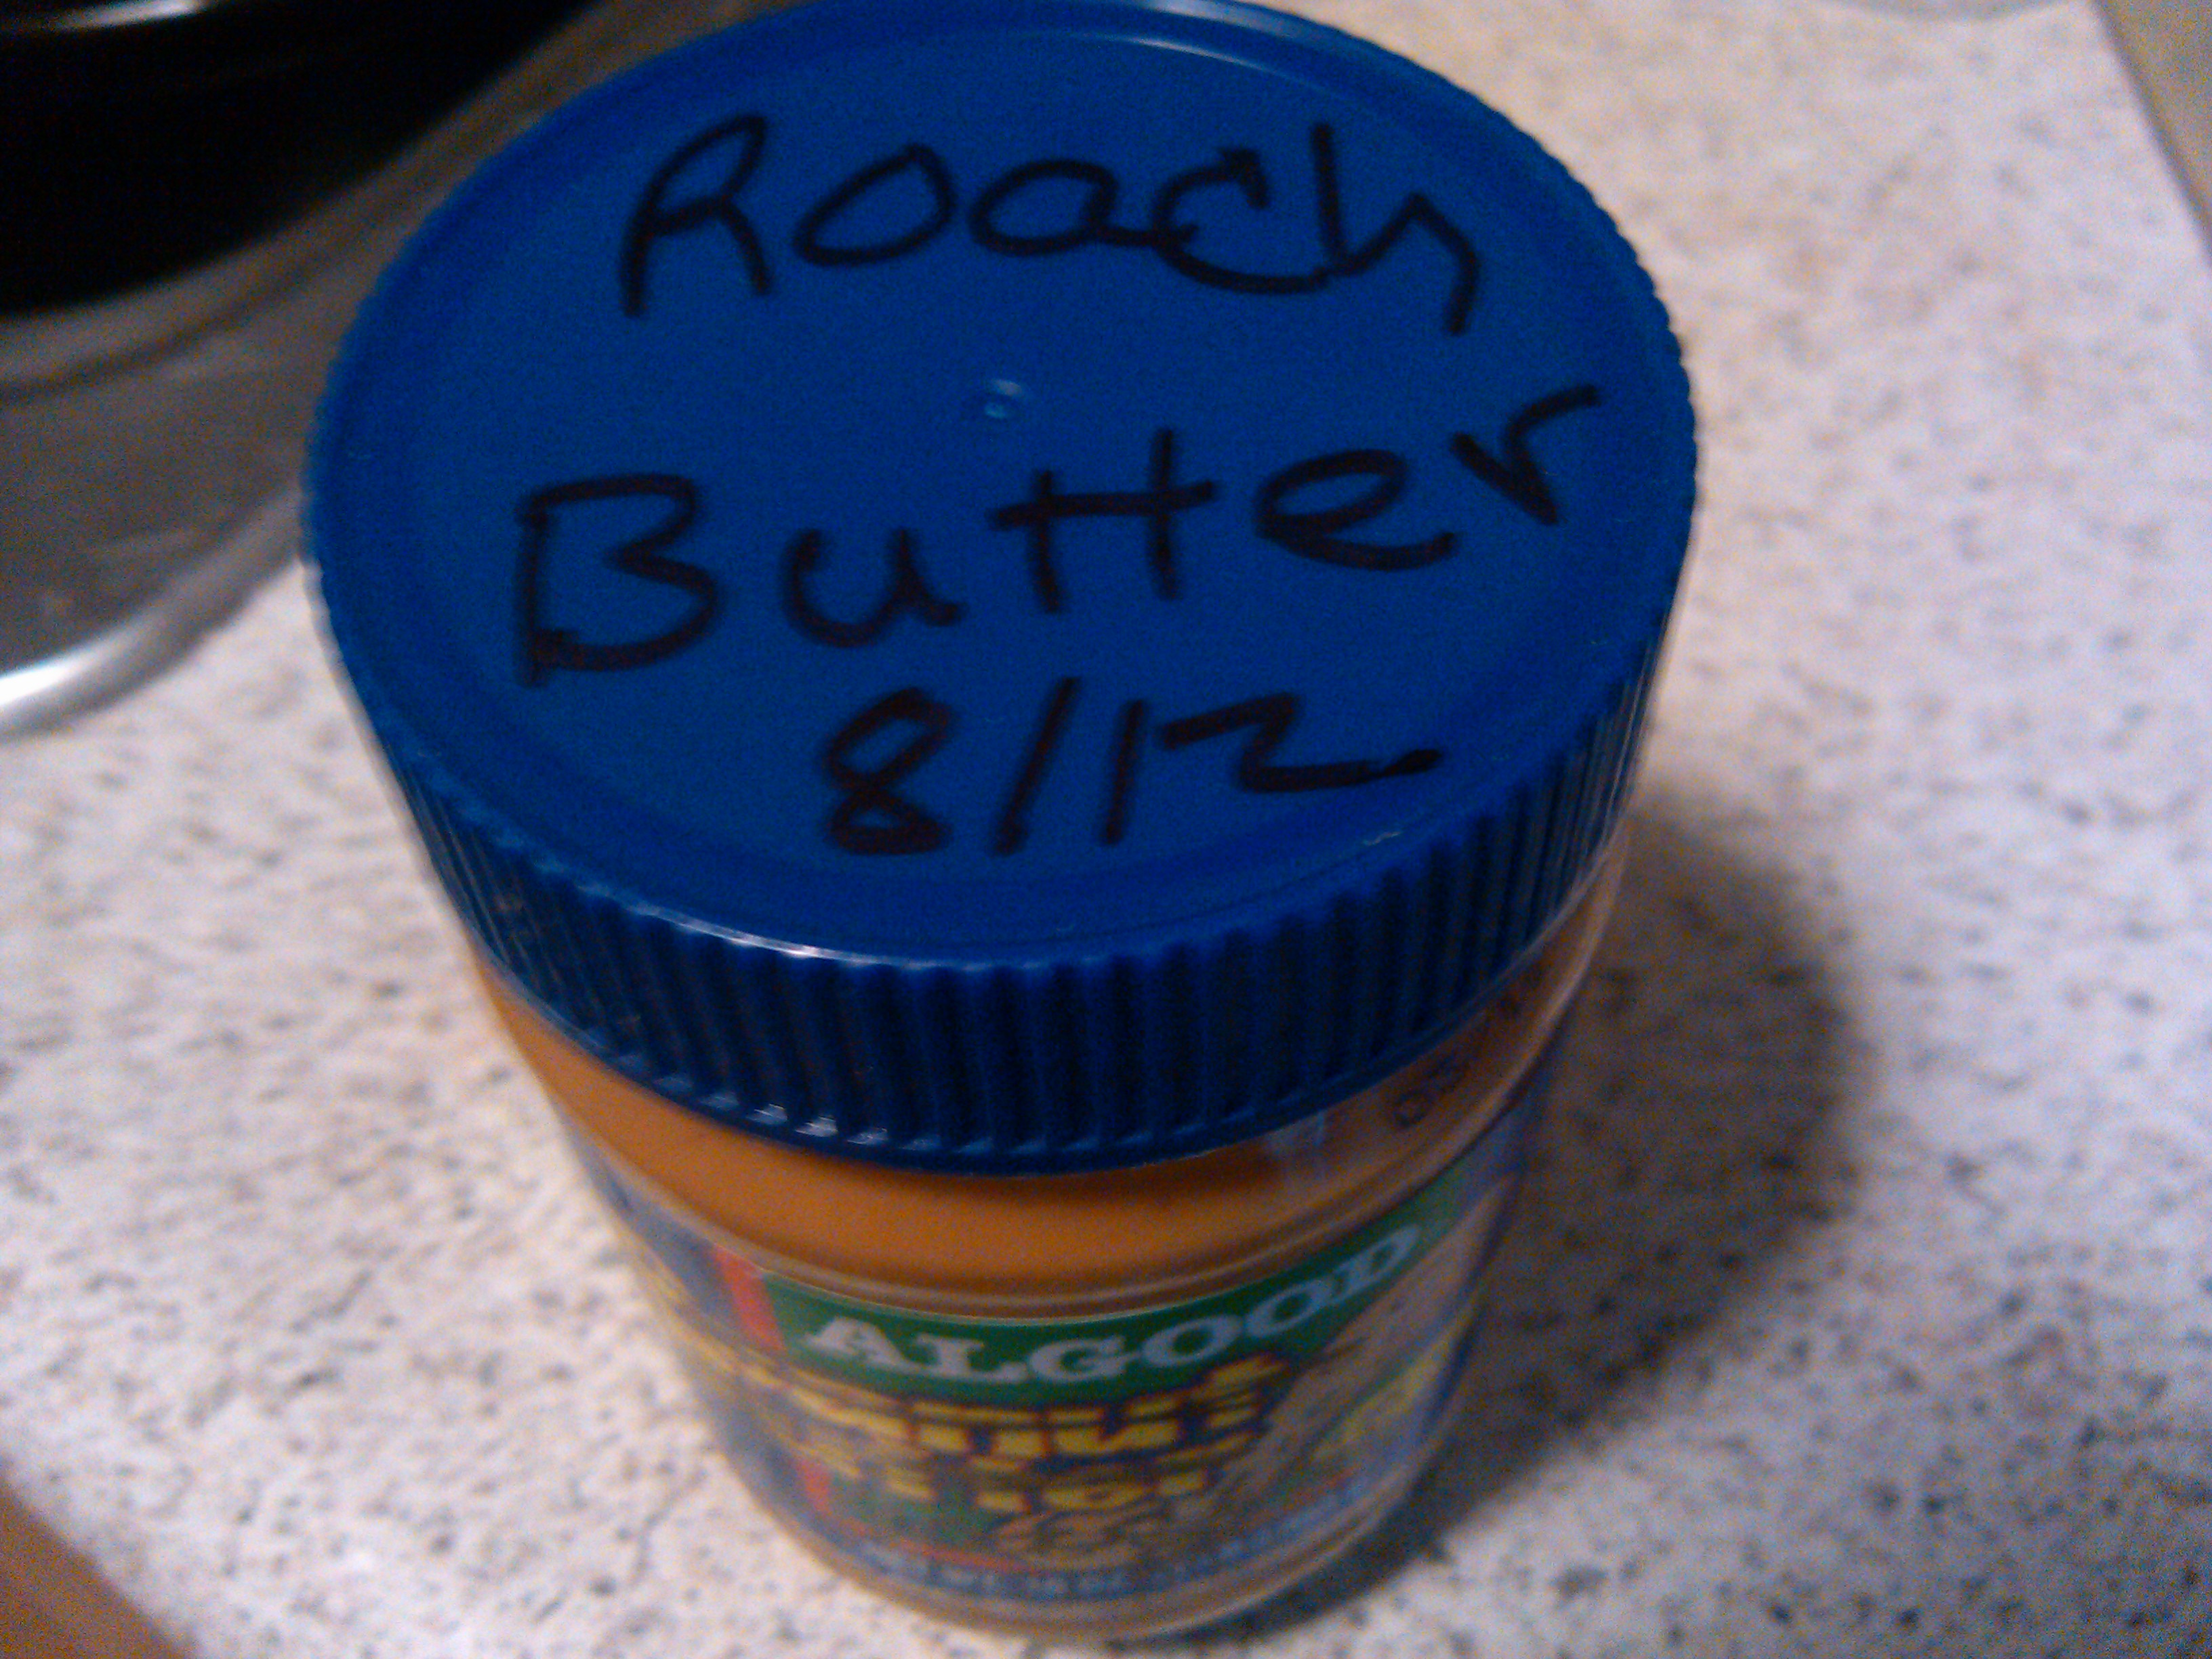 Roach
Butter
8/12
ALGOOD